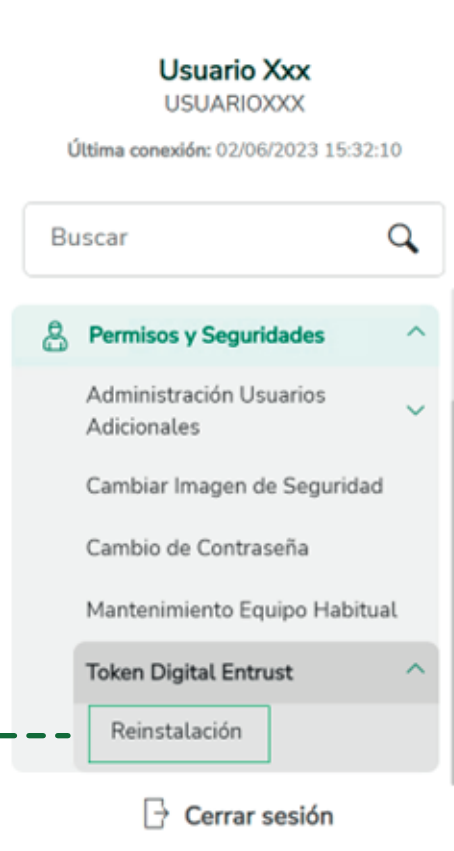 Usuario Xxx
USUARIOXXX
Última conexión: 02/06/2023 15:32:10
Buscar
Permisos y Seguridades
Administración Usuarios
Adicionales
Cambiar Imagen de Seguridad
Cambio de Contraseña
Mantenimiento Equipo Habitual
Token Digital Entrust
Reinstalación
Cerrar sesión